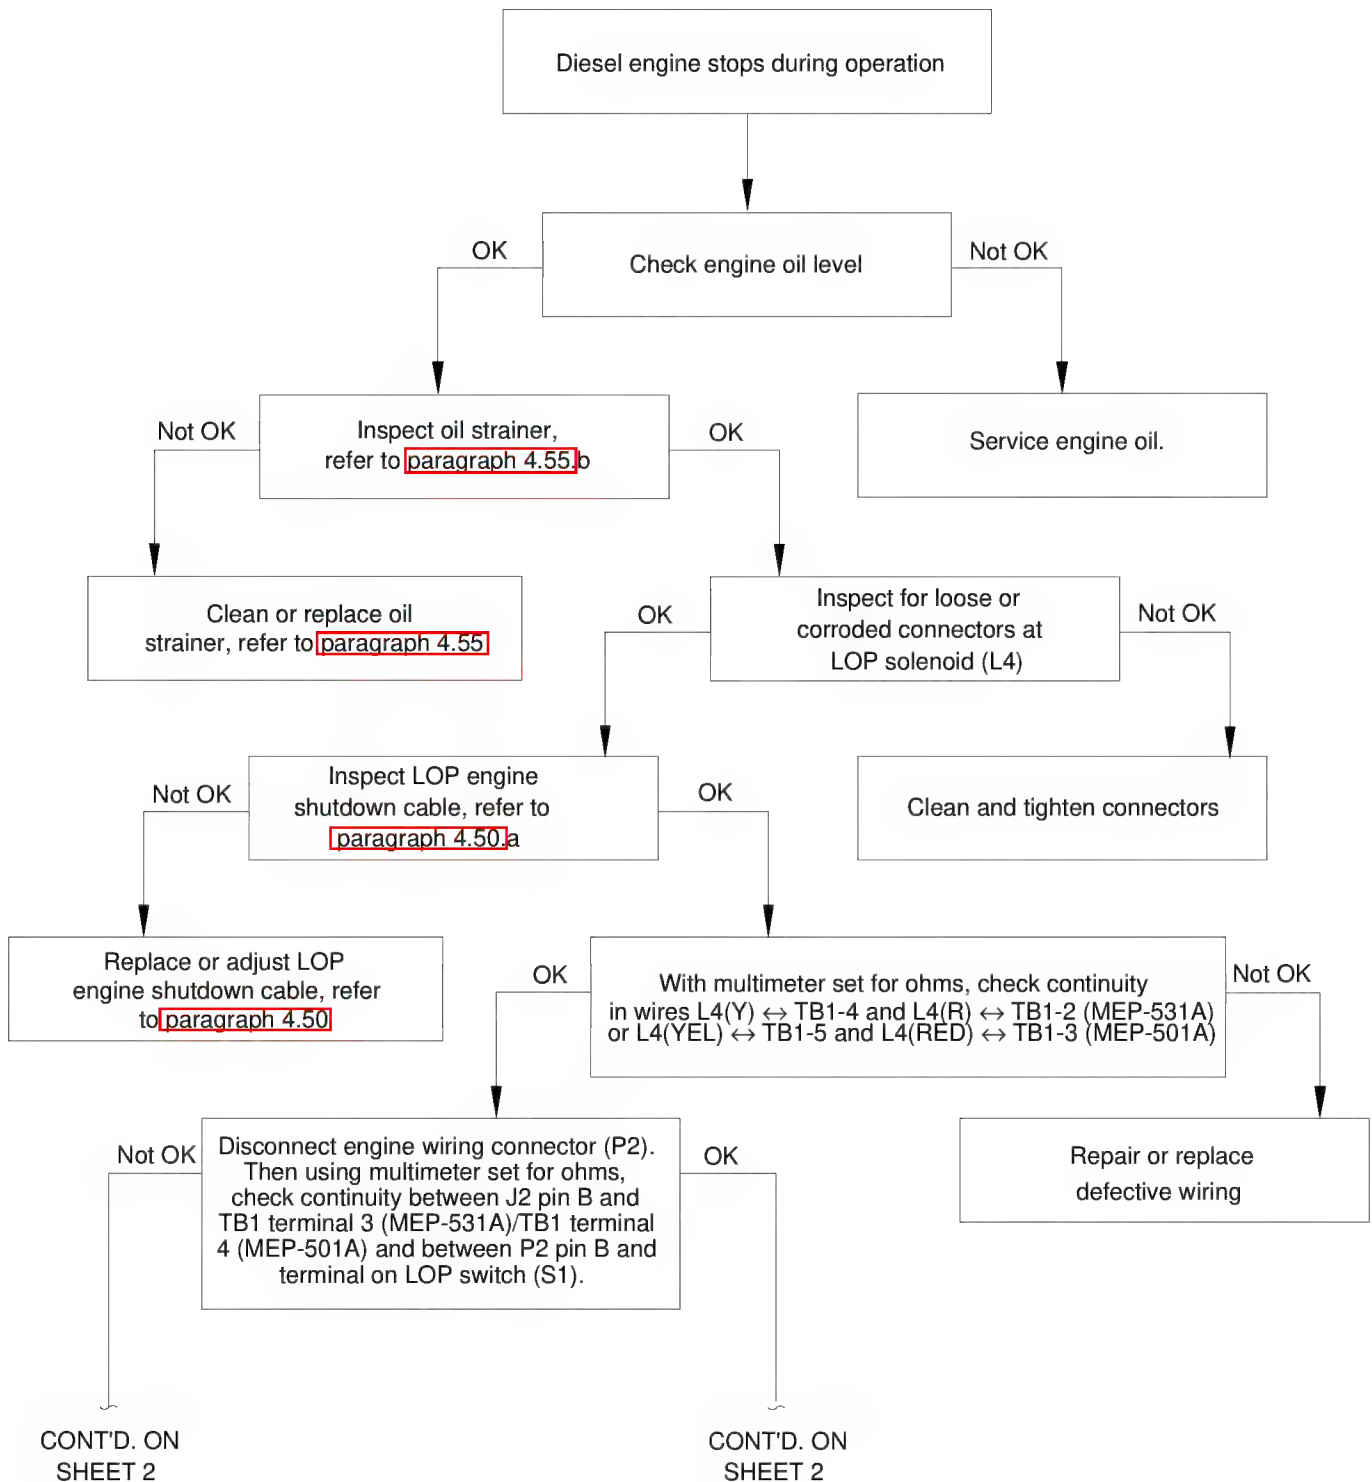 Diesel engine stops during operation
OK
Check engine oil level
Not OK
Not OK
Inspect oil strainer,
refer to paragraph 4.55.b
OK
Service engine oil.
Clean or replace oil
strainer, refer to paragraph 4.55
OK
Inspect for loose or
corroded connectors at
LOP solenoid (L4)
Not OK
Not OK
Inspect LOP engine
shutdown cable, refer to
paragraph 4.50.a
OK
Clean and tighten connectors
Replace or adjust LOP
engine shutdown cable, refer
to paragraph 4.50
OK
With multimeter set for ohms, check continuity
in wires L4(Y) ↔ TB1-4 and L4(R) ↔ TB1-2 (MEP-531A)
or L4(YEL) ↔ TB1-5 and L4(RED) ↔ TB1-3 (MEP-501A)
Not OK
Not OK
Disconnect engine wiring connector (P2).
Then using multimeter set for ohms,
check continuity between J2 pin B and
TB1 terminal 3 (MEP-531A)/TB1 terminal
4 (MEP-501A) and between P2 pin B and
terminal on LOP switch (S1).
OK
Repair or replace
defective wiring
CONT'D. ON
SHEET 2
CONT'D. ON
SHEET 2